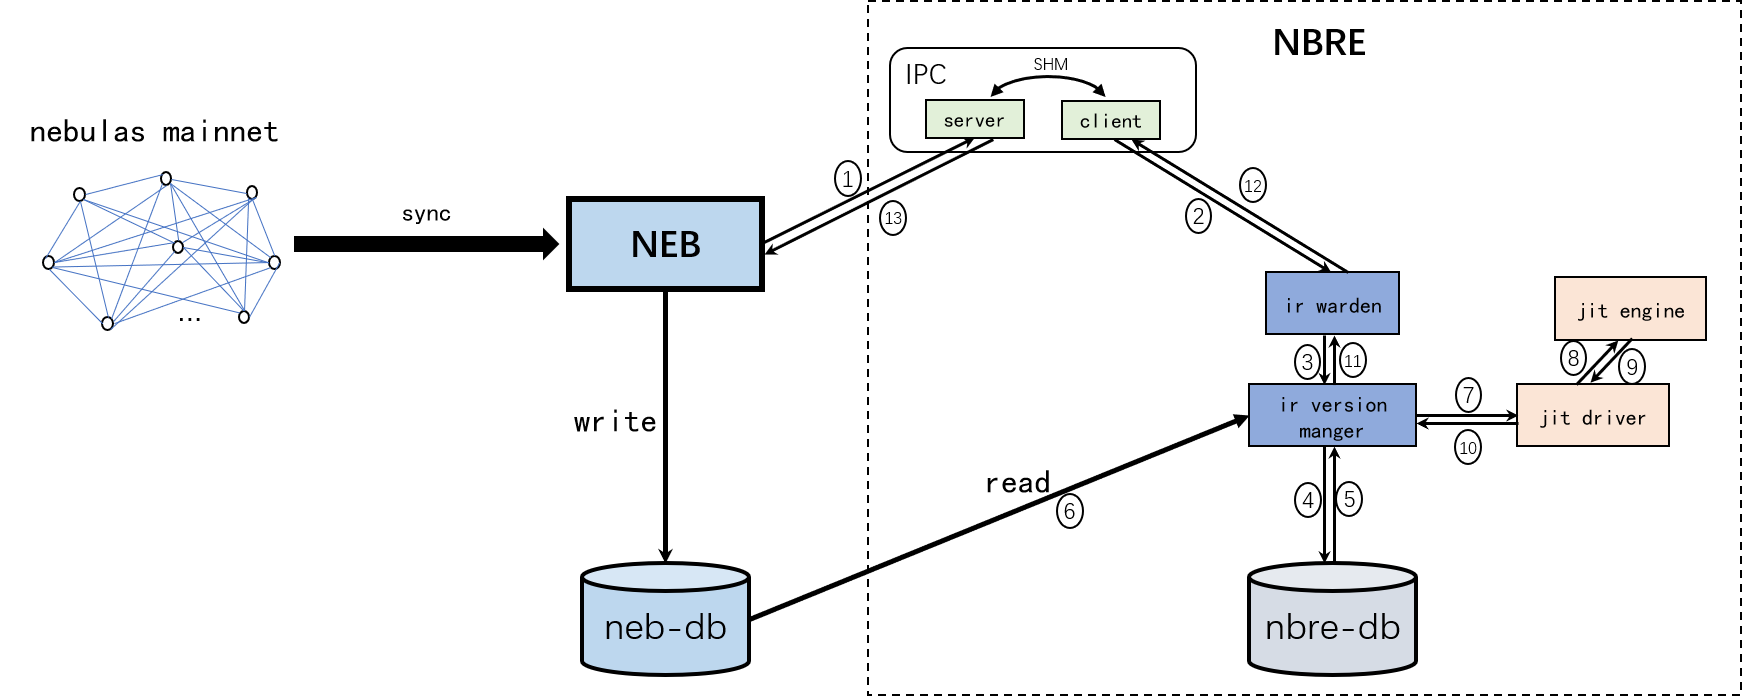 NBRE
IPC
SHM
server
client
nebulas mainnet
...
sync
NEB
①
⑬
②
⑫
ir warden
③
⑪
jit engine
⑧
⑨
ir version
manger
⑦
⑩
jit driver
write
read
⑥
④
⑤
neb-db
nbre-db